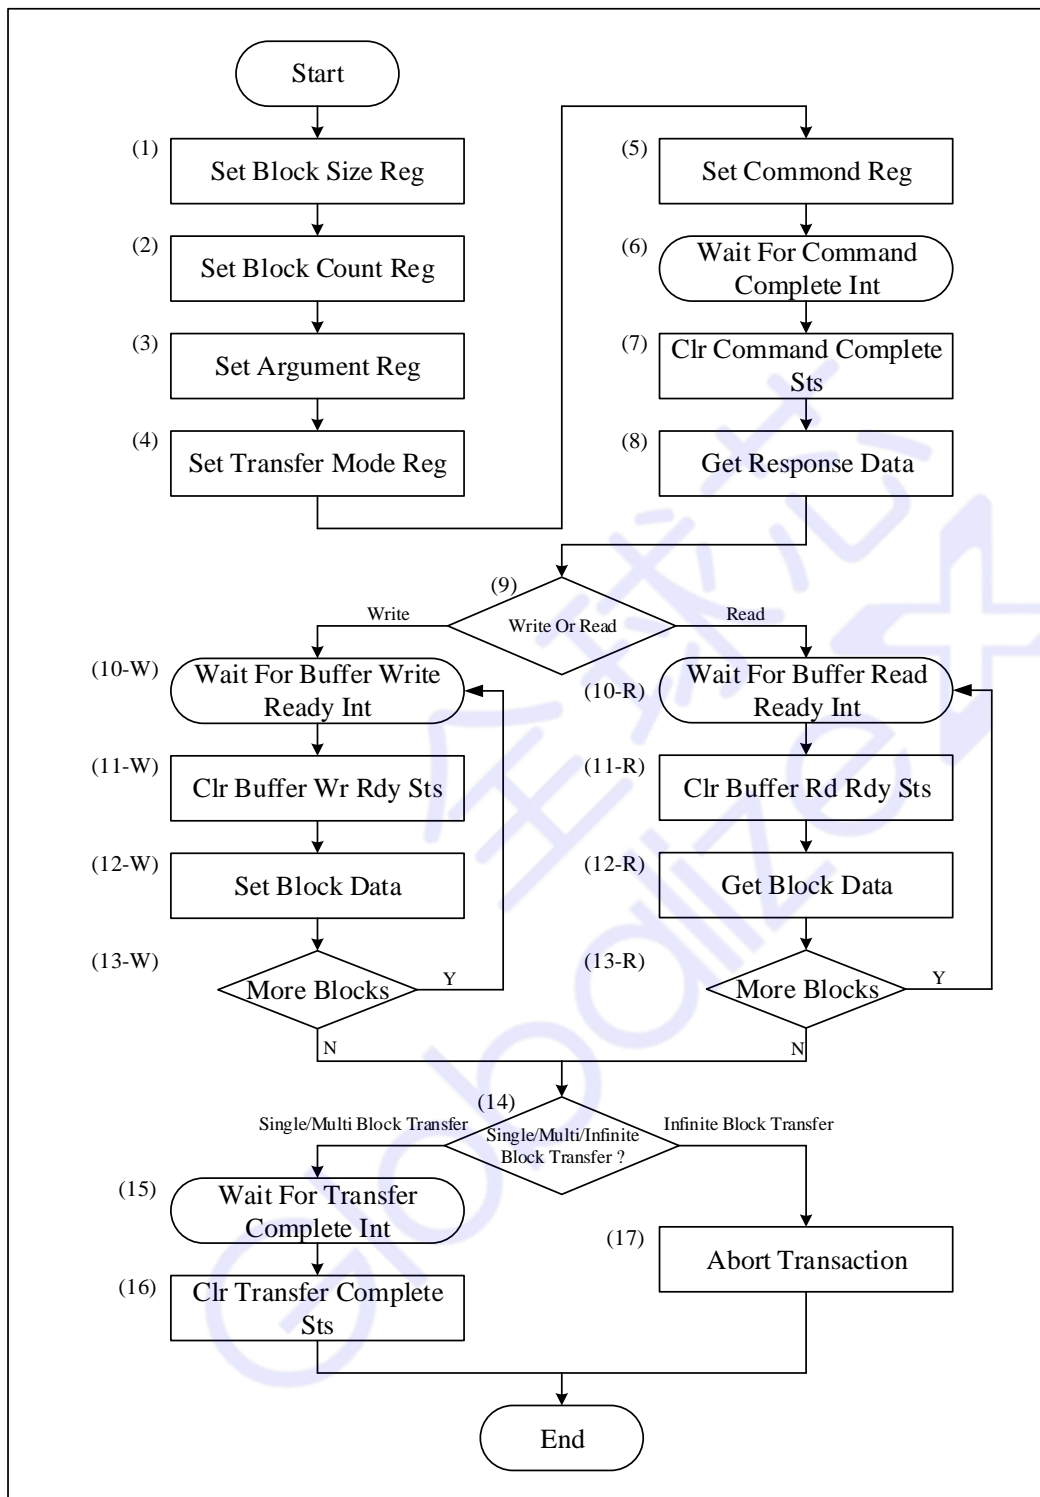 Start
(1)
Set Block Size Reg
(2)
Set Block Count Reg
(3)
Set Argument Reg
(4)
Set Transfer Mode Reg
(5)
Set Commond Reg
(6)
Wait For Command
Complete Int
(7)
Clr Command Complete
Sts
(8)
Get Response Data
(9)
Write Or Read
Write
Read
(10-W)
Wait For Buffer Write
Ready Int
(11-W)
Clr Buffer Wr Rdy Sts
(12-W)
Set Block Data
(13-W)
More Blocks
Y
N
(10-R)
Wait For Buffer Read
Ready Int
(11-R)
Clr Buffer Rd Rdy Sts
(12-R)
Get Block Data
(13-R)
More Blocks
Y
N
(14)
Single/Multi/Infinite
Block Transfer ?
Single/Multi Block Transfer
Infinite Block Transfer
(15)
Wait For Transfer
Complete Int
(16)
Clr Transfer Complete
Sts
(17)
Abort Transaction
End
全球芯
Globalize